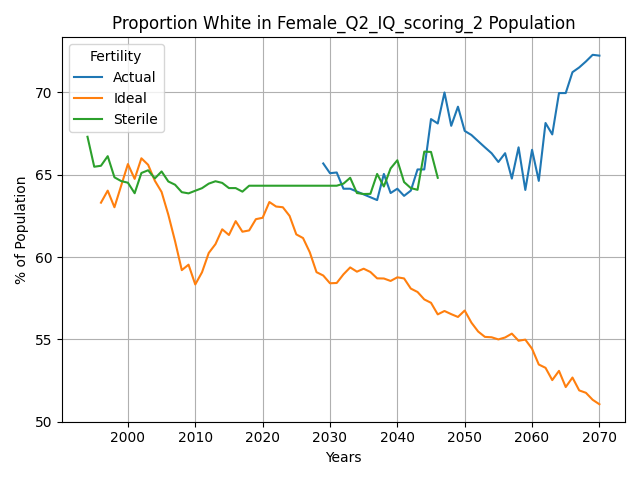 Proportion White in Female_Q2_IQ_scoring_2 Population
Fertility
Actual
Ideal
Sterile
% of Population
70
65
60
55
50
2000 2010 2020 2030 2040 2050 2060 2070
Years